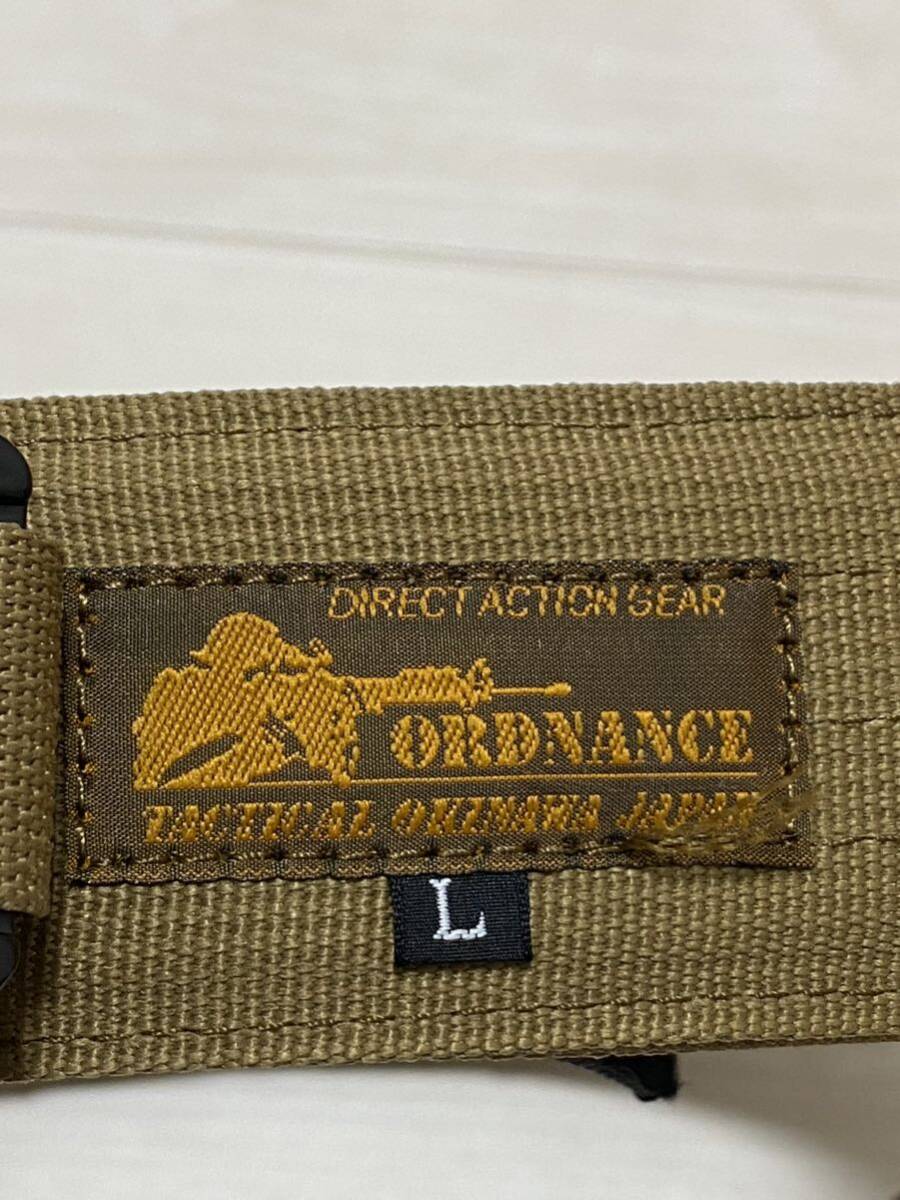 DIRECT ACTION GEAR
ORDNANCE
TACTICAL OKINAWA JAPAN
L